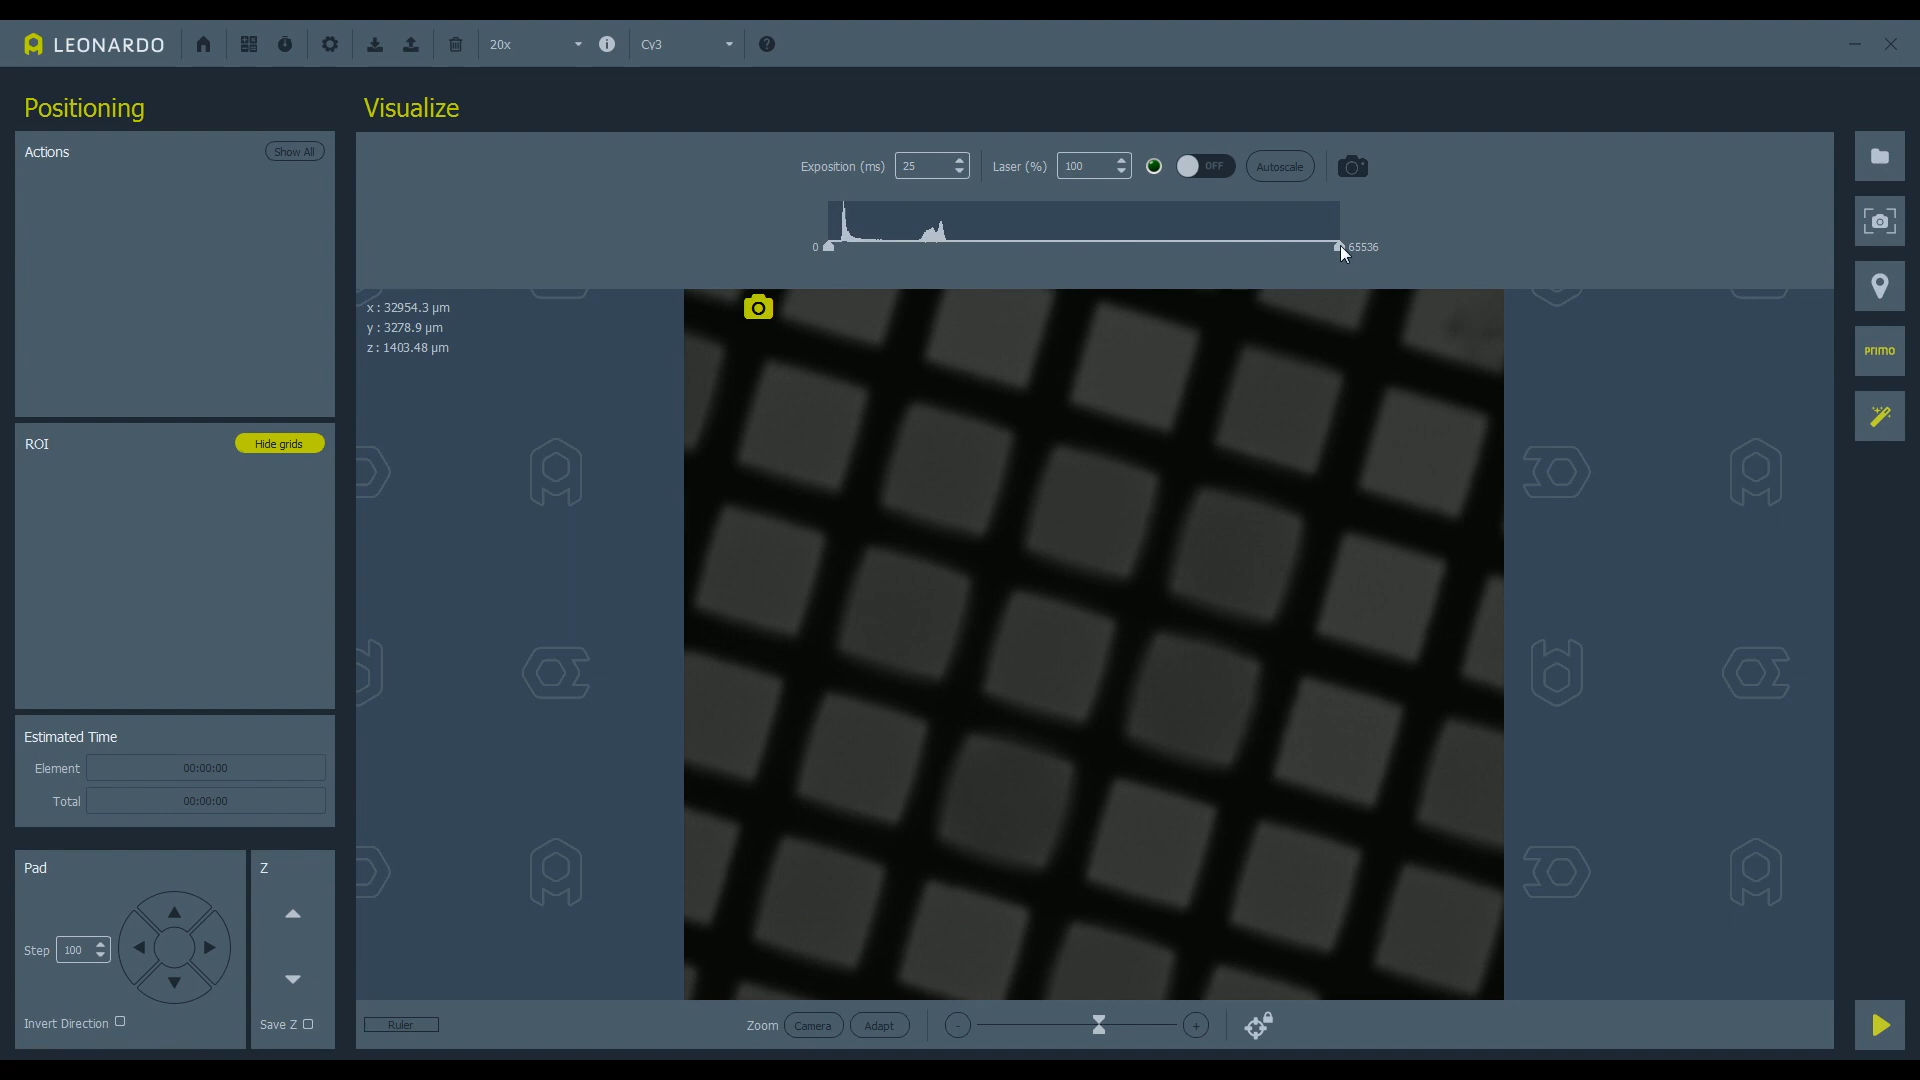 LEONARDO
20x
Cy3
Positioning
Visualize
Actions
Show All
Exposition (ms)
25
Laser (%)
100
OFF
Autoscale
0
65536
x : 32954.3 µm
y : 3278.9 µm
z : 1403.48 µm
PRIMO
ROI
Hide grids
Estimated Time
Element
00:00:00
Total
00:00:00
Pad
Z
Step
100
Invert Direction
Save Z
Ruler
Zoom
Camera
Adapt
-
+